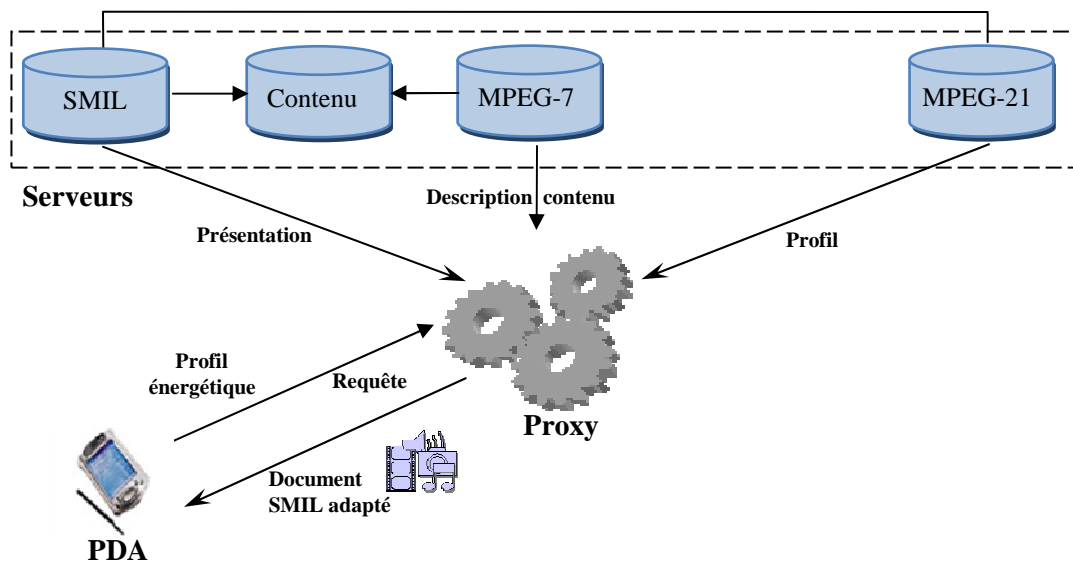 SMIL
Contenu
MPEG-7
MPEG-21
Serveurs
Description contenu
Présentation
Profil
Profil
énergétique
Requête
Proxy
Document
SMIL adapté
PDA